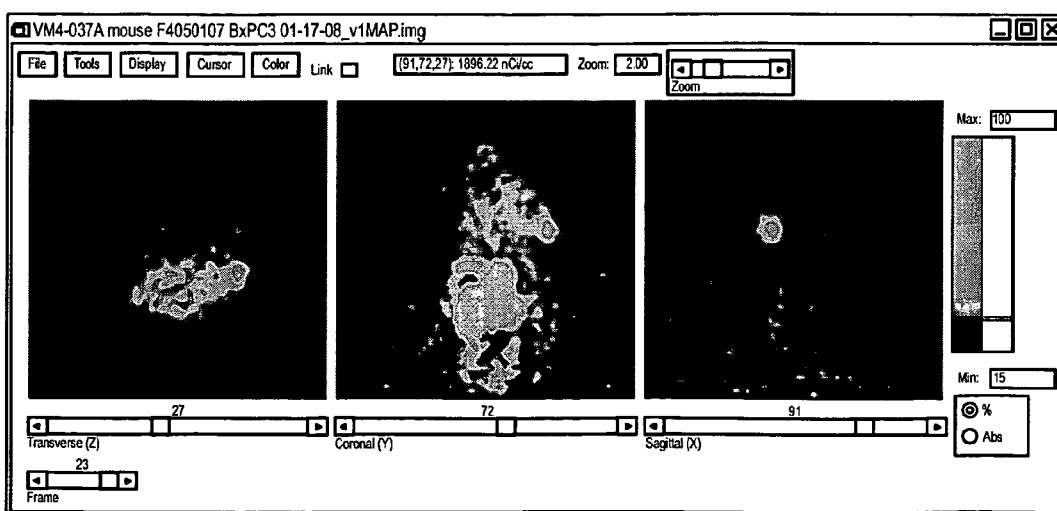 VM4-037A mouse F4050107 BxPC3 01-17-08_v1MAP.img
File Tools Display Cursor Color Link (91,72,27): 1896.22 nCi/cc Zoom: 2.00
Zoom
Max: 100
Min: 15
% 
Abs
27 72 91
Transverse (Z) Coronal (Y) Sagittal (X)
23
Frame